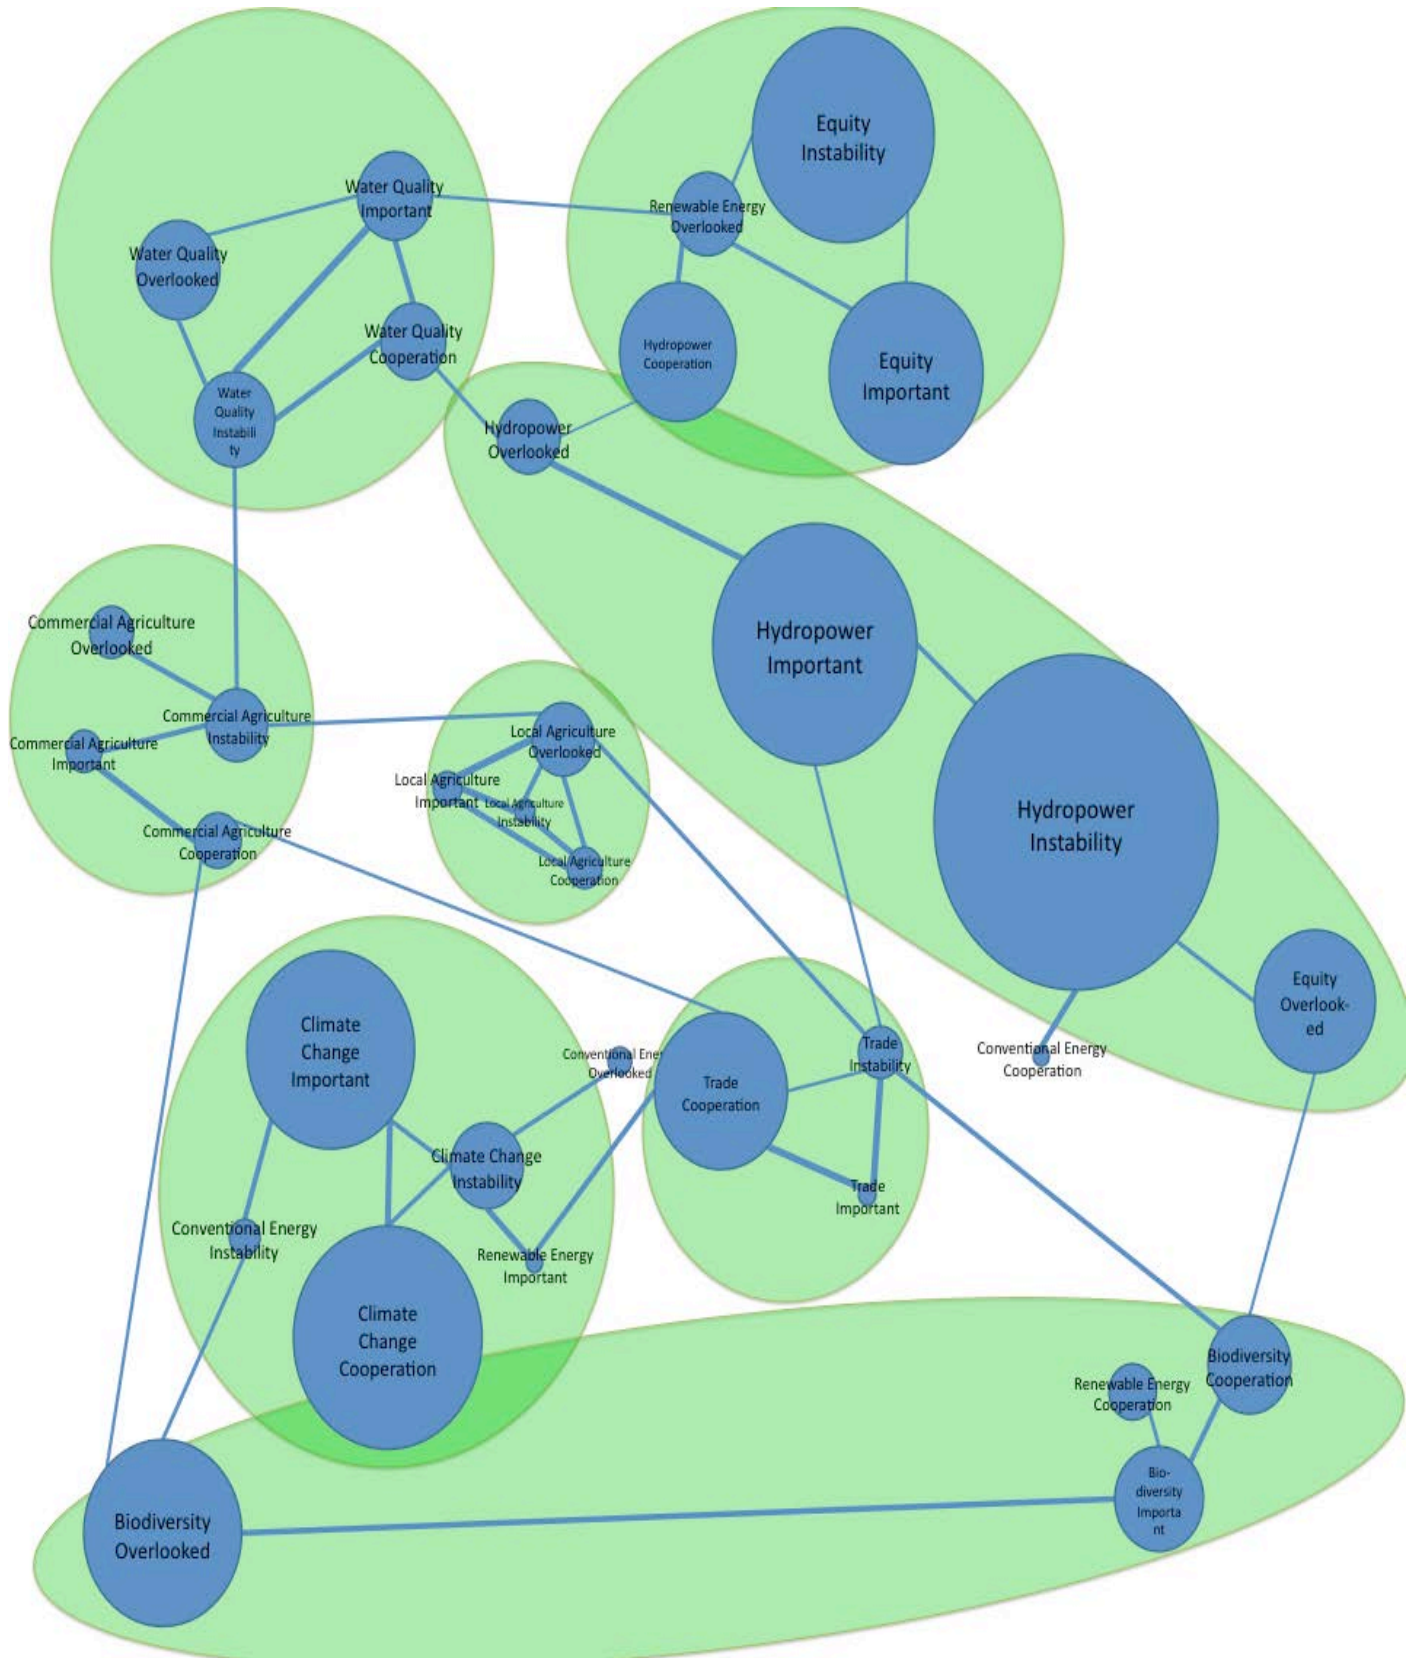 Equity
Instability
Water Quality
Important
Renewable Energy
Overlooked
Water Quality
Overlooked
Water Quality
Cooperation
Hydropower
Cooperation
Equity
Important
Water
Quality
Instabili
ty
Hydropower
Overlooked
Hydropower
Important
Commercial Agriculture
Overlooked
Commercial Agriculture
Instability
Commercial Agriculture
Important
Commercial Agriculture
Cooperation
Local Agriculture
Overlooked
Local Agriculture
Important
Local Agriculture
Instability
Local Agriculture
Cooperation
Hydropower
Instability
Equity
Overlook-
ed
Climate
Change
Important
Conventional Ener
Overlooked
Trade
Instability
Conventional Energy
Cooperation
Trade
Cooperation
Climate Change
Instability
Trade
Important
Conventional Energy
Instability
Renewable Energy
Important
Climate
Change
Cooperation
Biodiversity
Cooperation
Renewable Energy
Cooperation
Bio-
diversity
Importa
nt
Biodiversity
Overlooked